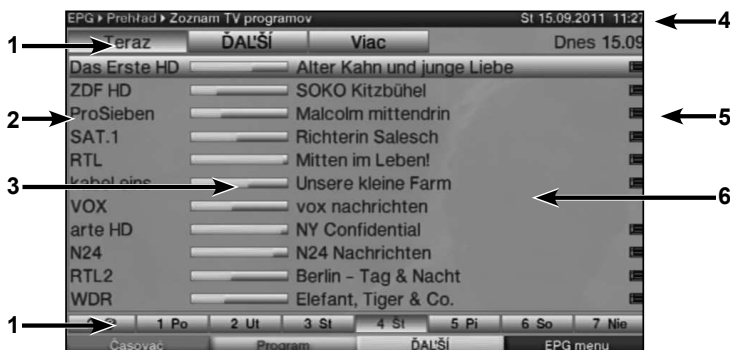 EPG ▸ Prehľad ▸ Zoznam TV programov St 15.09.2011 11:27 4
1 Teraz ĎAĽŠÍ Viac Dnes 15.09
Das Erste HD Alter Kahn und junge Liebe
ZDF HD SOKO Kitzbühel
2 ProSieben Malcolm mittendrin 5
SAT.1 Richterin Salesch
RTL Mitten im Leben!
3 kabel eins Unsere kleine Farm 6
VOX vox nachrichten
arte HD NY Confidential
N24 N24 Nachrichten
RTL2 Berlin - Tag & Nacht
WDR Elefant, Tiger & Co.
1 1 Po 2 Ut 3 St 4 Št 5 Pi 6 So 7 Nie
Časovač Program ĎAĽŠÍ EPG menu